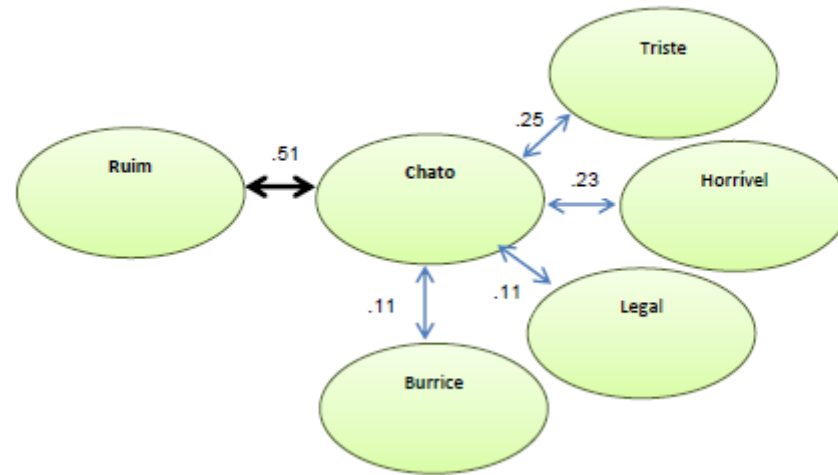 Triste
.25
.51
Ruim
Chato
.23
Horrível
.11
.11
Legal
Burrice